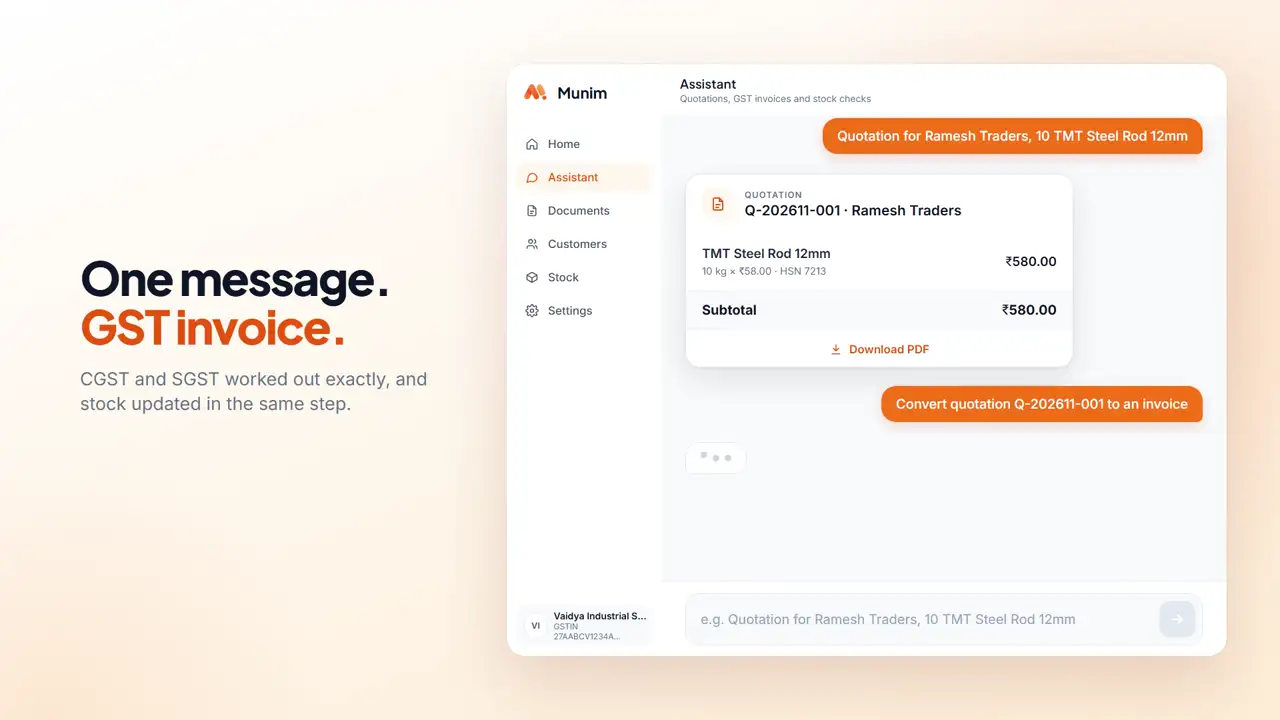 One message.
GST invoice.
CGST and SGST worked out exactly, and
stock updated in the same step.
Munim
Home
Assistant
Documents
Customers
Stock
Settings
VI
Vaidya Industrial S...
GSTIN
27AABCV1234A...
Assistant
Quotations, GST invoices and stock checks
Quotation for Ramesh Traders, 10 TMT Steel Rod 12mm
QUOTATION
Q-202611-001 · Ramesh Traders
TMT Steel Rod 12mm
10 kg × ₹58.00 · HSN 7213
₹580.00
Subtotal
₹580.00
Download PDF
Convert quotation Q-202611-001 to an invoice
e.g. Quotation for Ramesh Traders, 10 TMT Steel Rod 12mm